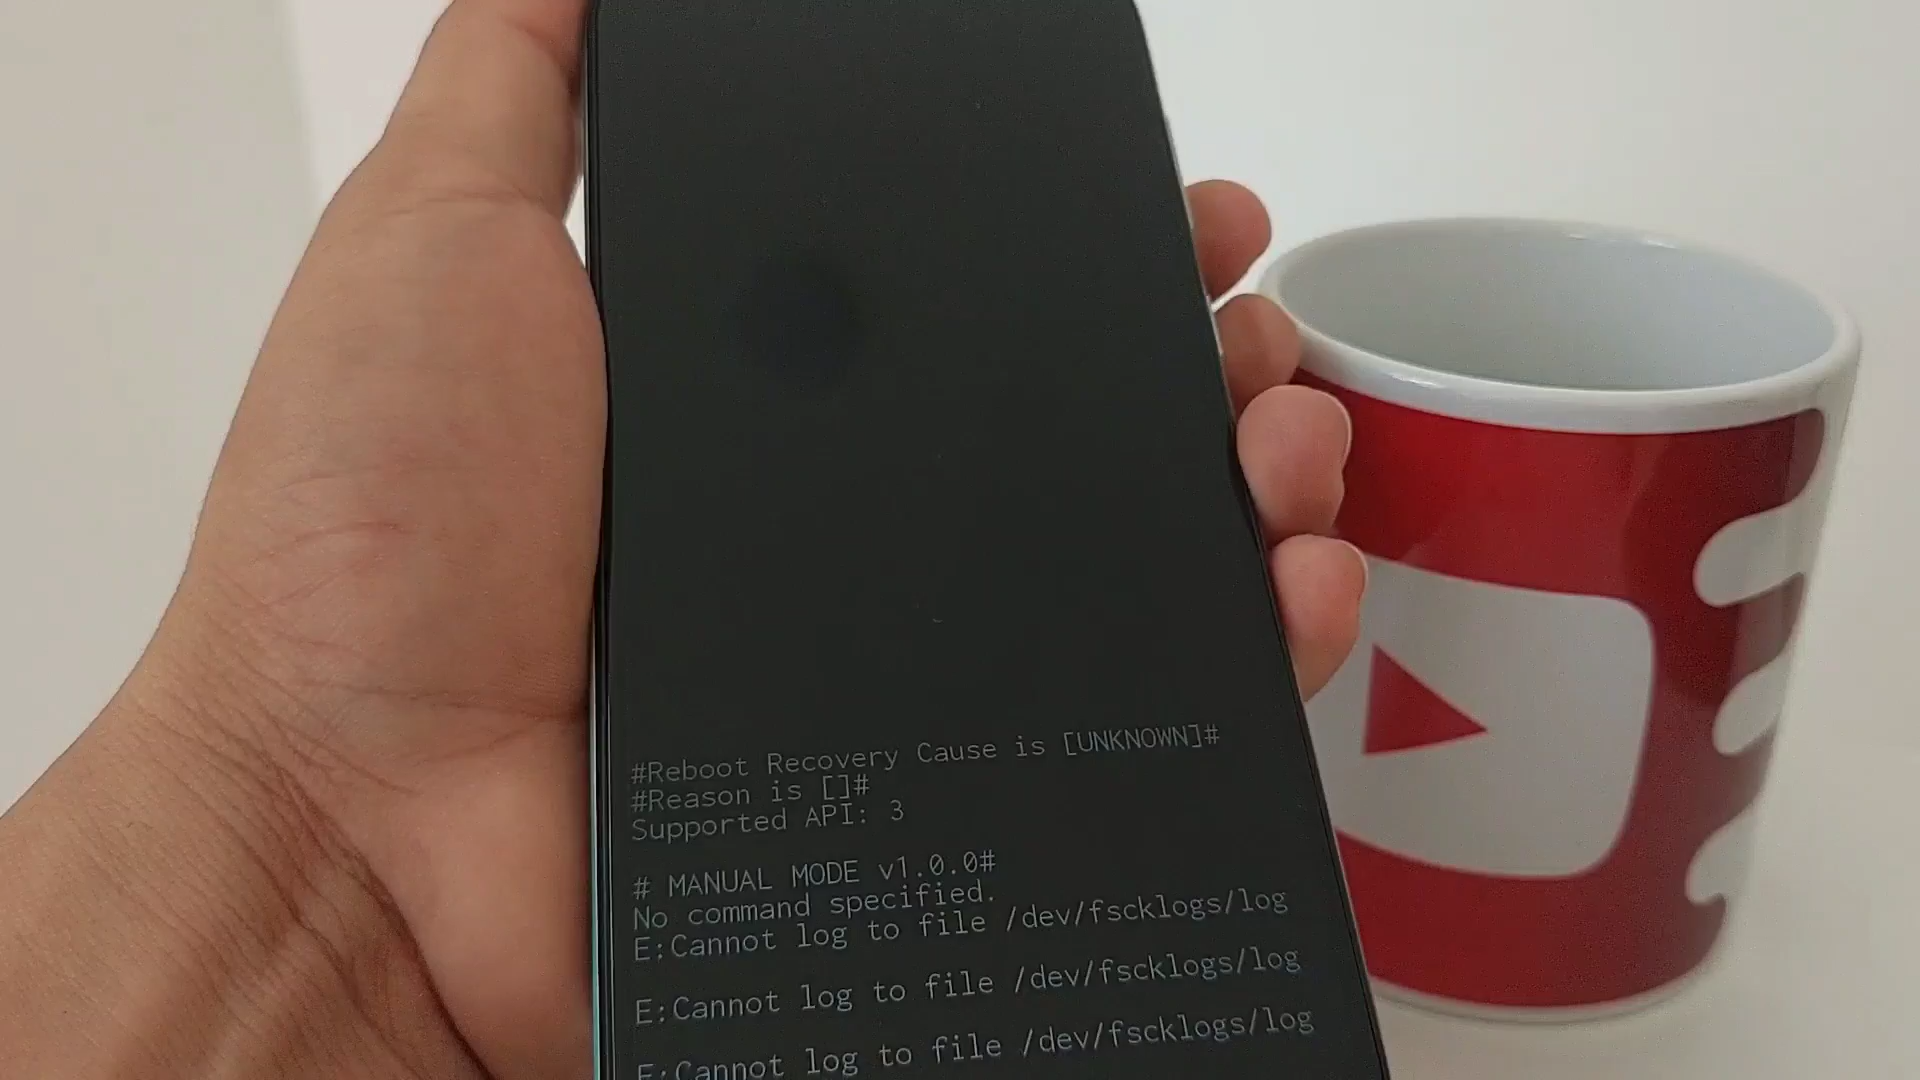 #Reboot Recovery Cause is [UNKNOWN]#
#Reason is []#
Supported API: 3
# MANUAL MODE v1.0.0#
No command specified.
E:Cannot log to file /dev/fscklogs/log
E:Cannot log to file /dev/fscklogs/log
E:Cannot log to file /dev/fscklogs/log